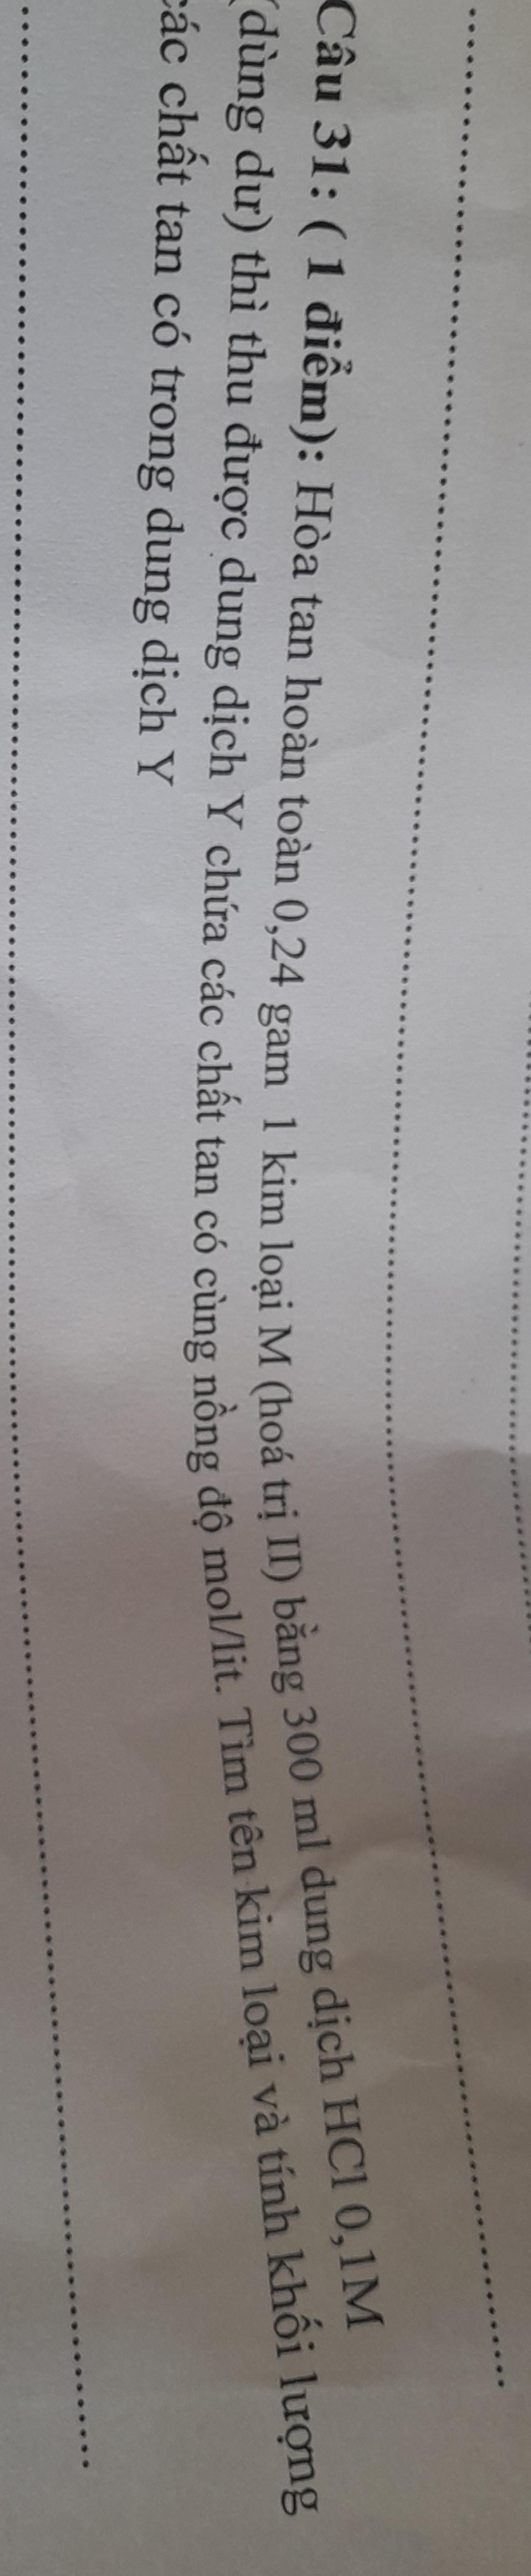 Câu 31: ( 1 điểm): Hòa tan hoàn toàn 0,24 gam 1 kim loại M (hoá trị II) bằng 300 ml dung dịch HCl 0,1M
(dùng dư) thì thu được dung dịch Y chứa các chất tan có cùng nồng độ mol/lit. Tìm tên kim loại và tính khối lượng
các chất tan có trong dung dịch Y